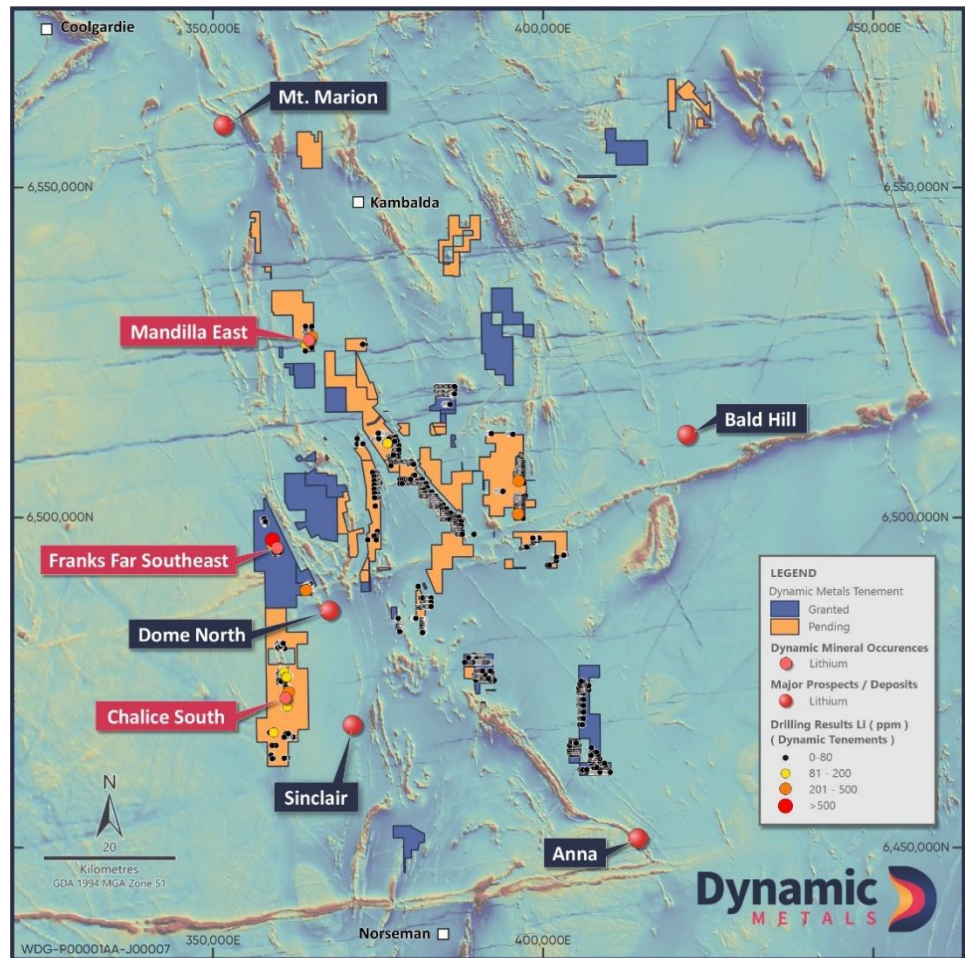 350,000E
400,000E
450,000E
Coolgardie
Mt. Marion
6,550,000N
6,550,000N
Kambalda
Mandilla East
Bald Hill
6,500,000N
6,500,000N
Franks Far Southeast
Dome North
Chalice South
Sinclair
Anna
LEGEND
Dynamic Metals Tenement
Granted
Pending
Dynamic Mineral Occurences
Lithium
Major Prospects / Deposits
Lithium
Drilling Results Li ( ppm )
( Dynamic Tenements )
0-80
81 - 200
201 - 500
>500
N
20
Kilometres
GDA 1994 MGA Zone 51
6,450,000N
Dynamic
METALS
Norseman
WDG-P00001AA-J00007
350,000E
400,000E